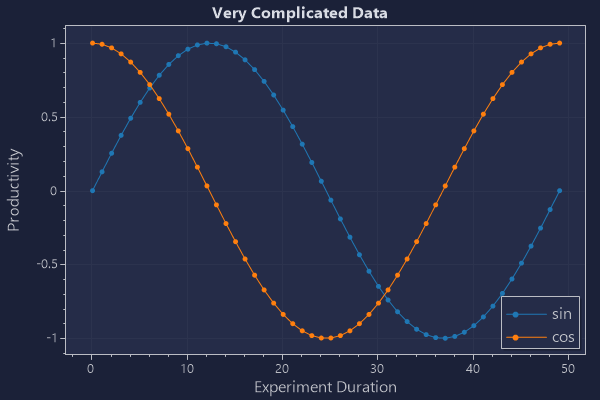 Very Complicated Data
1
0.5
0
-0.5
-1
Productivity
sin
cos
0
10
20
30
40
50
Experiment Duration